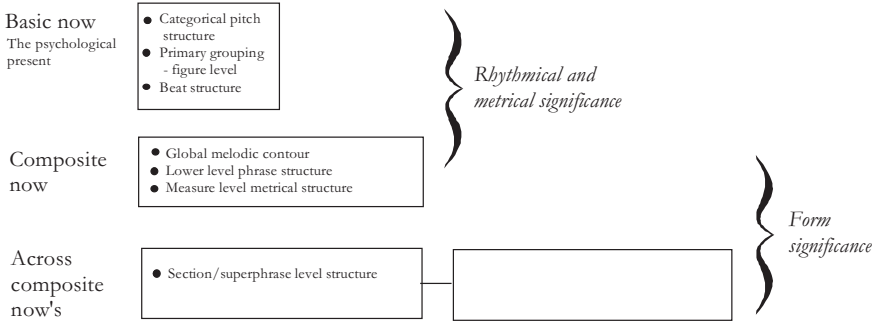 Basic now
The psychological
present
● Categorical pitch
structure
● Primary grouping
- figure level
● Beat structure
Rhythmical and
metrical significance
Composite
now
● Global melodic contour
● Lower level phrase structure
● Measure level metrical structure
Form
significance
Across
composite
now's
● Section/superphrase level structure